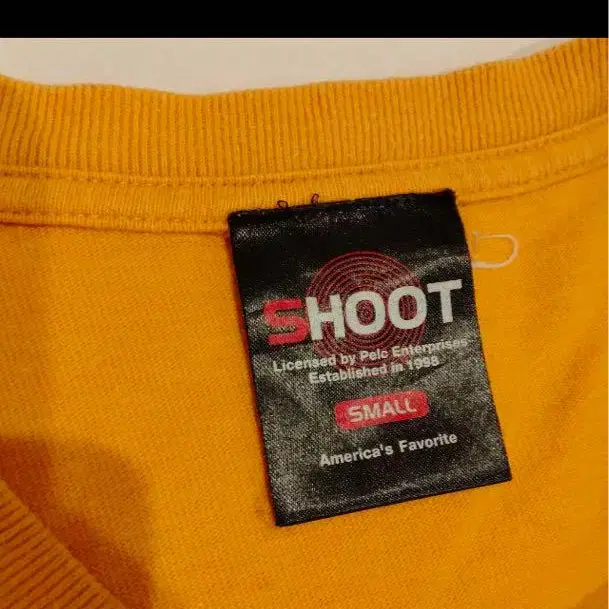 SHOOT
Licensed by Pelc Enterprises
Established in 1998
SMALL
America's Favorite